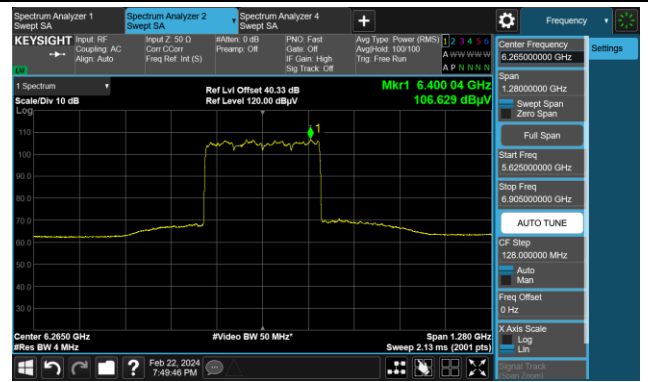 Spectrum Analyzer 1
Swept SA
Spectrum Analyzer 2
Swept SA
Spectrum Analyzer 4
Swept SA
+
Frequency
KEYSIGHT
Input: RF
Coupling: AC
Align: Auto
Input Z: 50 Ω
Corr CCorr
Freq Ref: Int (S)
#Atten: 0 dB
Preamp: Off
PNO: Fast
Gate: Off
IF Gain: High
Sig Track: Off
Avg Type: Power (RMS)
Avg|Hold: 100/100
Trig: Free Run
1 2 3 4 5 6
A W W W W W
A P N N N N
LXI
1 Spectrum
Scale/Div 10 dB
Ref Lvl Offset 40.33 dB
Ref Level 120.00 dBµV
Mkr1 6.400 04 GHz
106.629 dBµV
Log
110
100
90.0
80.0
70.0
60.0
50.0
40.0
30.0
1
Center 6.2650 GHz
#Res BW 4 MHz
#Video BW 50 MHz*
Span 1.280 GHz
Sweep 2.13 ms (2001 pts)
Center Frequency
6.265000000 GHz
Settings
Span
1.28000000 GHz
Swept Span
Zero Span
Full Span
Start Freq
5.625000000 GHz
Stop Freq
6.905000000 GHz
AUTO TUNE
CF Step
128.000000 MHz
Auto
Man
Freq Offset
0 Hz
X Axis Scale
Log
Lin
Signal Track
(Span Zoom)
?
Feb 22, 2024
7:49:46 PM